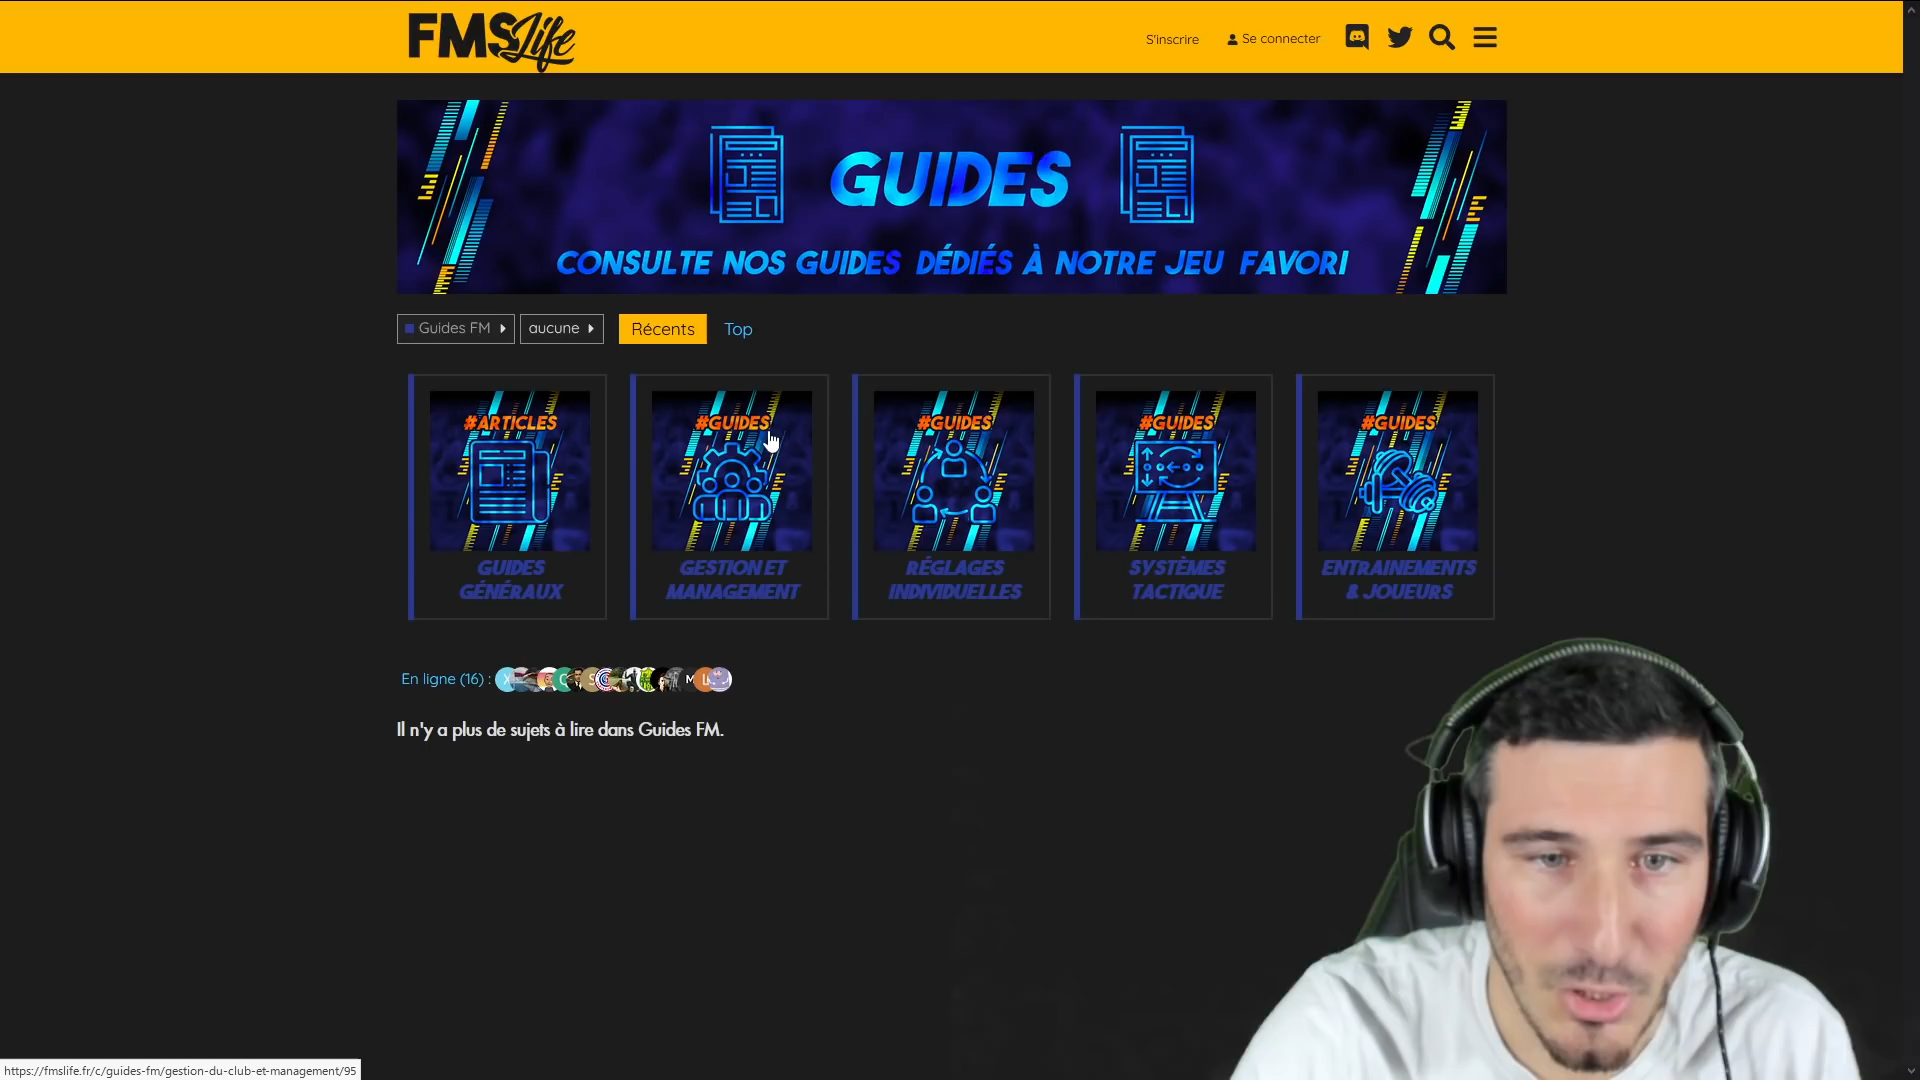 FMSLife
S'inscrire
Se connecter
GUIDES
CONSULTE NOS GUIDES DÉDIÉS À NOTRE JEU FAVORI
Guides FM
aucune
Récents
Top
#ARTICLES
GUIDES
GÉNÉRAUX
#GUIDES
GESTION ET
MANAGEMENT
#GUIDES
RÉGLAGES
INDIVIDUELLES
#GUIDES
SYSTÈMES
TACTIQUE
#GUIDES
ENTRAINEMENTS
& JOUEURS
En ligne (16) :
Il n'y a plus de sujets à lire dans Guides FM.
https://fmslife.fr/c/guides-fm/gestion-du-club-et-management/95